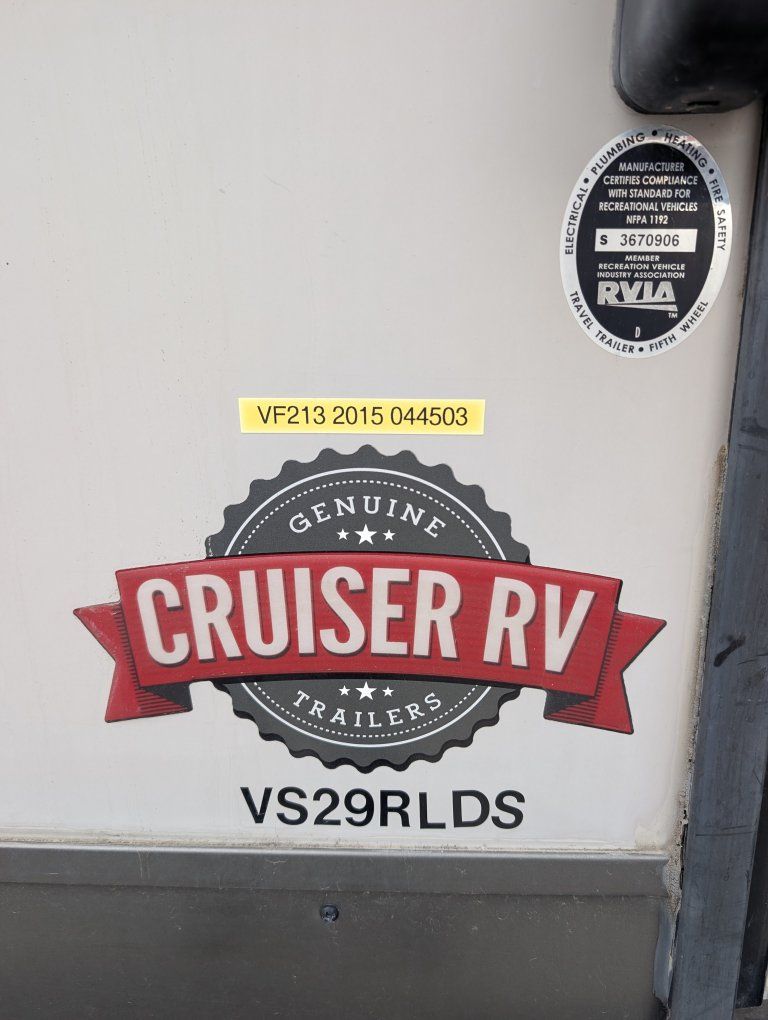 ELECTRICAL • PLUMBING • HEATING • FIRE SAFETY
MANUFACTURER
CERTIFIES COMPLIANCE
WITH STANDARD FOR
RECREATIONAL VEHICLES
NFPA 1192
S 3670906
MEMBER
RECREATION VEHICLE
INDUSTRY ASSOCIATION
RVIA
TM
D
TRAVEL TRAILER • FIFTH WHEEL
VF213 2015 044503
GENUINE
CRUISER RV
TRAILERS
VS29RLDS